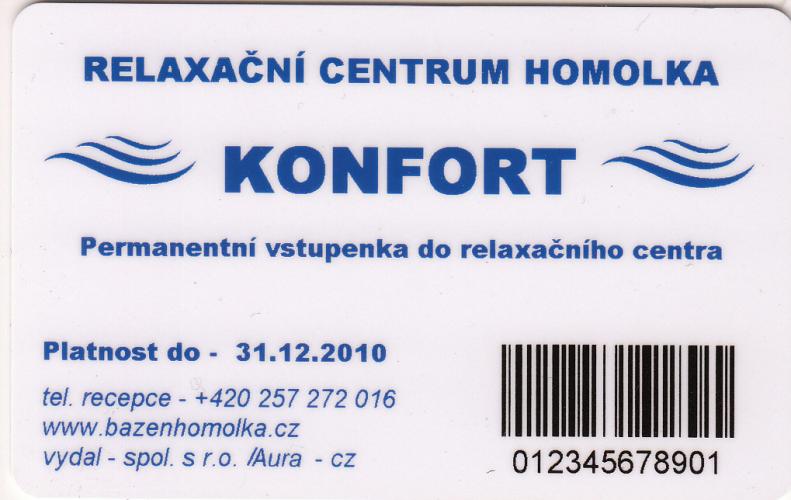 RELAXAČNÍ CENTRUM HOMOLKA
KONFORT
Permanentní vstupenka do relaxačního centra
Platnost do - 31.12.2010
tel. recepce - +420 257 272 016
www.bazenhomolka.cz
vydal - spol. s r.o. /Aura - cz
012345678901